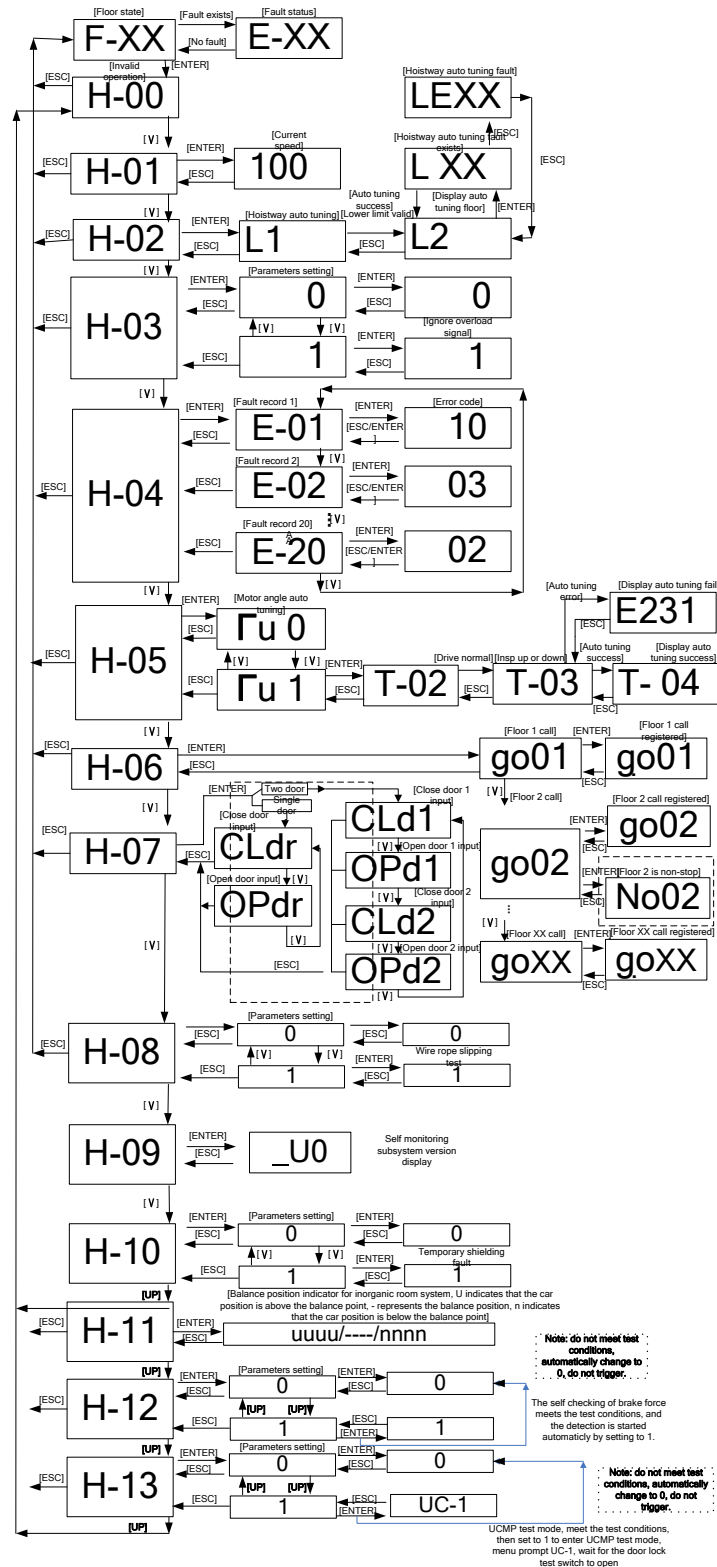 [Floor state]
[Fault exists]
[Fault status]
F-XX
E-XX
[No fault]
[ENTER]
[Invalid operation]
[ESC]
H-00
[Hoistway auto tuning fault]
LEXX
[V]
[ESC]
[Hoistway auto tuning fault exists]
[ESC]
[Current speed]
[ENTER]
H-01
100
L XX
[ESC]
[ESC]
[V]
[Auto tuning success]
[Display auto tuning floor]
[ENTER]
[Hoistway auto tuning]
[Lower limit valid]
[ESC]
H-02
[ENTER]
[ESC]
L1
[ESC]
L2
[V]
[Parameters setting]
[ENTER]
[ENTER]
0
0
[ESC]
[ESC]
[ESC]
H-03
[V]
[V]
[Ignore overload signal]
[ENTER]
1
1
[ESC]
[ESC]
[V]
[Fault record 1]
[ENTER]
[ENTER]
[Error code]
E-01
10
[ESC]
[ESC/ENTER
]
[V]
[Fault record 2]
[ENTER]
H-04
[ESC]
[ESC]
E-02
[ESC/ENTER
]
03
[V]
[Fault record 20]
[ENTER]
[ESC]
E-20
[ESC/ENTER
]
02
[V]
[V]
[Motor angle auto tuning]
[ENTER]
Гu 0
[ESC]
[Auto tuning error]
[Display auto tuning fail
E231
[ESC]
[ESC]
H-05
[V]
[V]
[ENTER]
[Drive normal]
[Insp up or down]
[Auto tuning success]
[Display auto tuning success]
[ESC]
Гu 1
[ESC]
T-02
[ESC]
T-03
[ESC]
T- 04
[V]
[ENTER]
[Floor 1 call]
[ENTER]
[Floor 1 call registered]
[ESC]
H-06
[ESC]
go01
[ESC]
go01
[V]
[ENTER]
Two door
Single door
[Close door 1 input]
[V]
[Floor 2 call]
[Floor 2 call registered]
[Close door input]
CLd1
[ENTER]
go02
[ESC]
[ESC]
H-07
[ESC]
CLdr
[V]
[Open door 1 input]
go02
[Open door input]
[V]
OPd1
[ENTER]
[Floor 2 is non-stop]
OPdr
[V]
[Close door 2 input]
[ESC]
No02
[V]
CLd2
[V]
[Floor XX call]
[ENTER]
[Floor XX call registered]
[V]
[Open door 2 input]
[ESC]
OPd2
goXX
[ESC]
goXX
[V]
[V]
[Parameters setting]
[ENTER]
[ENTER]
0
0
[ESC]
[ESC]
[ESC]
H-08
[V]
[V]
[ENTER]
Wire rope slipping test
[ESC]
1
[ESC]
1
[V]
[ENTER]
H-09
[ESC]
_U0
Self monitoring
subsystem version
display
[V]
[Parameters setting]
[ENTER]
[ENTER]
0
0
[ESC]
[ESC]
H-10
[V]
[V]
[ENTER]
Temporary shielding fault
[ESC]
[ESC]
1
[ESC]
1
[UP]
[Balance position indicator for inorganic room system, U indicates that the car
position is above the balance point, - represents the balance position, n indicates
that the car position is below the balance point]
[ESC]
H-11
[ENTER]
[ESC]
uuuu/----/nnnn
[UP]
[Parameters setting]
[ENTER]
[ENTER]
0
0
[ESC]
[ESC]
Note: do not meet test
conditions,
automatically change to
0, do not trigger.
[ESC]
H-12
[UP]
[UP]
[ESC]
1
[ESC]
[ENTER]
1
The self checking of brake force
meets the test conditions, and
the detection is started
automaticly by setting to 1.
[UP]
[Parameters setting]
[ENTER]
[ENTER]
0
0
[ESC]
[ESC]
[ESC]
H-13
[UP]
[UP]
[ESC]
1
[ESC]
[ENTER]
UC-1
Note: do not meet test
conditions, automatically
change to 0, do not
trigger.
[UP]
UCMP test mode, meet the test conditions,
then set to 1 to enter UCMP test mode,
menu prompt UC-1, wait for the door lock
test switch to open